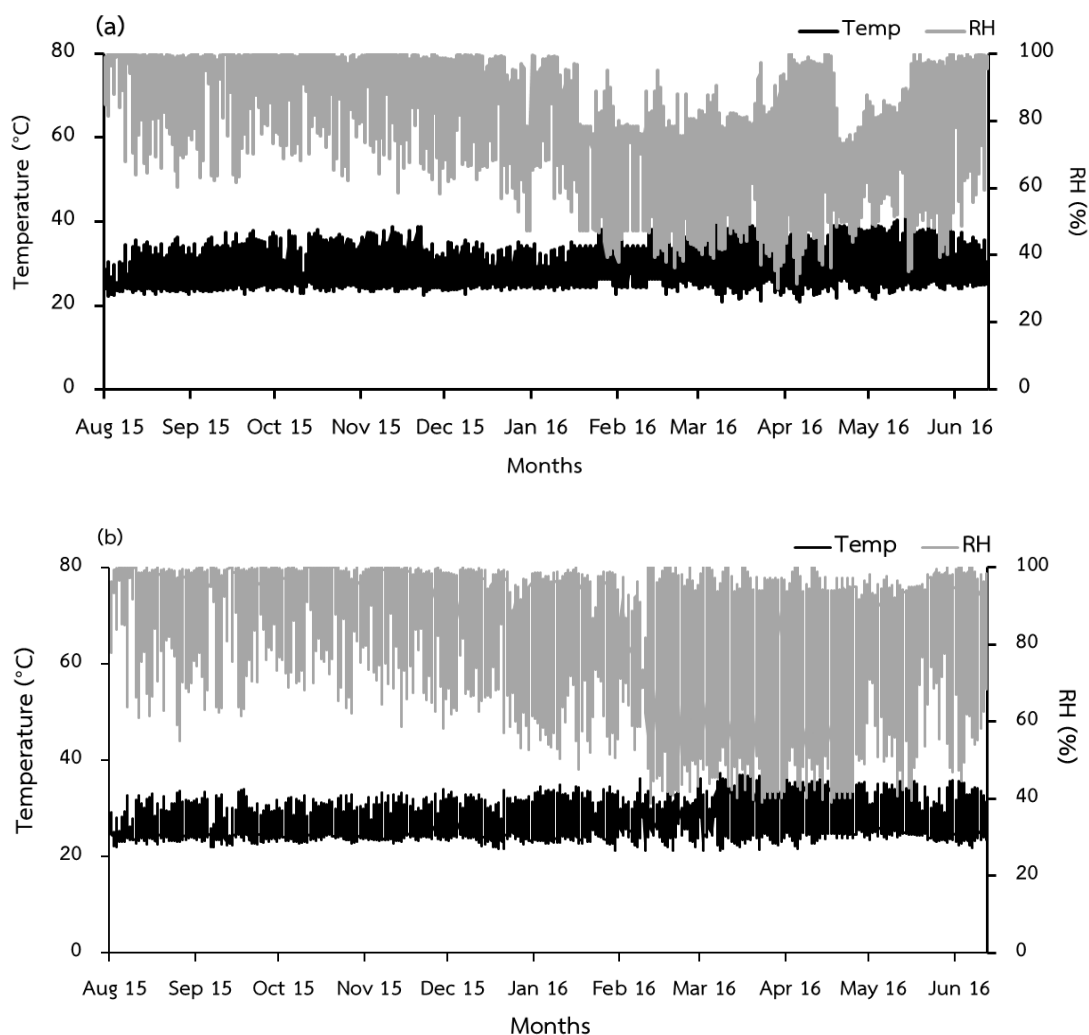 (a)
Temp RH
80 100
60 80
40 60
20 40
0 20
0
Temperature (°C)
RH (%)
Aug 15 Sep 15 Oct 15 Nov 15 Dec 15 Jan 16 Feb 16 Mar 16 Apr 16 May 16 Jun 16
Months
(b)
Temp RH
80 100
60 80
40 60
20 40
0 20
0
Temperature (°C)
RH (%)
Aug 15 Sep 15 Oct 15 Nov 15 Dec 15 Jan 16 Feb 16 Mar 16 Apr 16 May 16 Jun 16
Months